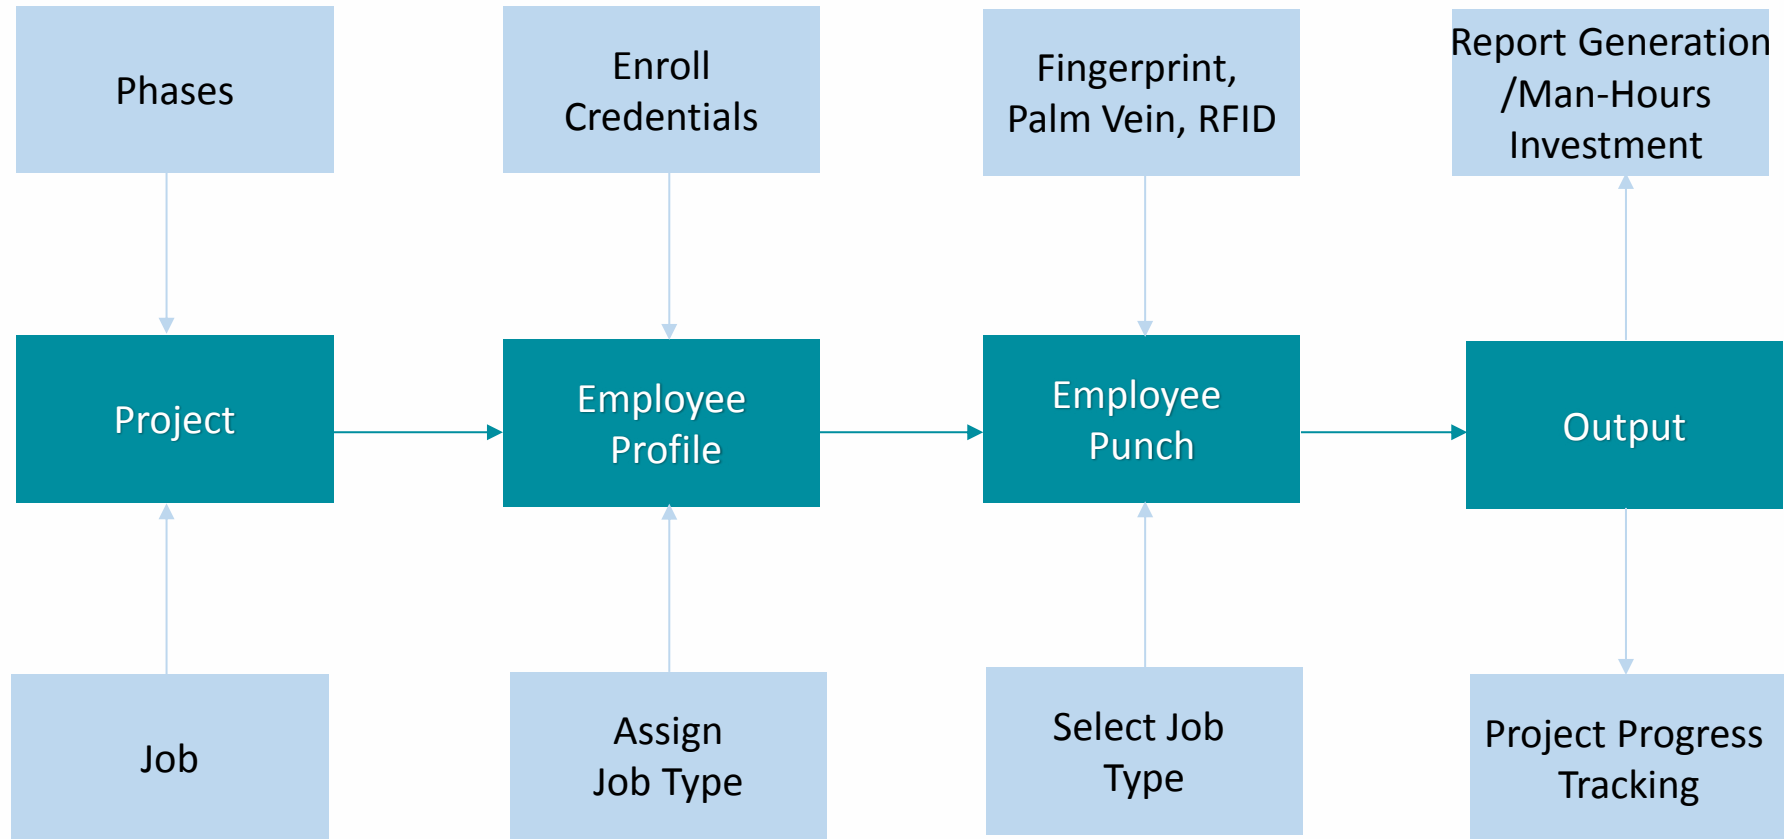 Phases
Enroll
Credentials
Fingerprint,
Palm Vein, RFID
Report Generation
/Man-Hours
Investment
Project
Employee
Profile
Employee
Punch
Output
Job
Assign
Job Type
Select Job
Type
Project Progress
Tracking